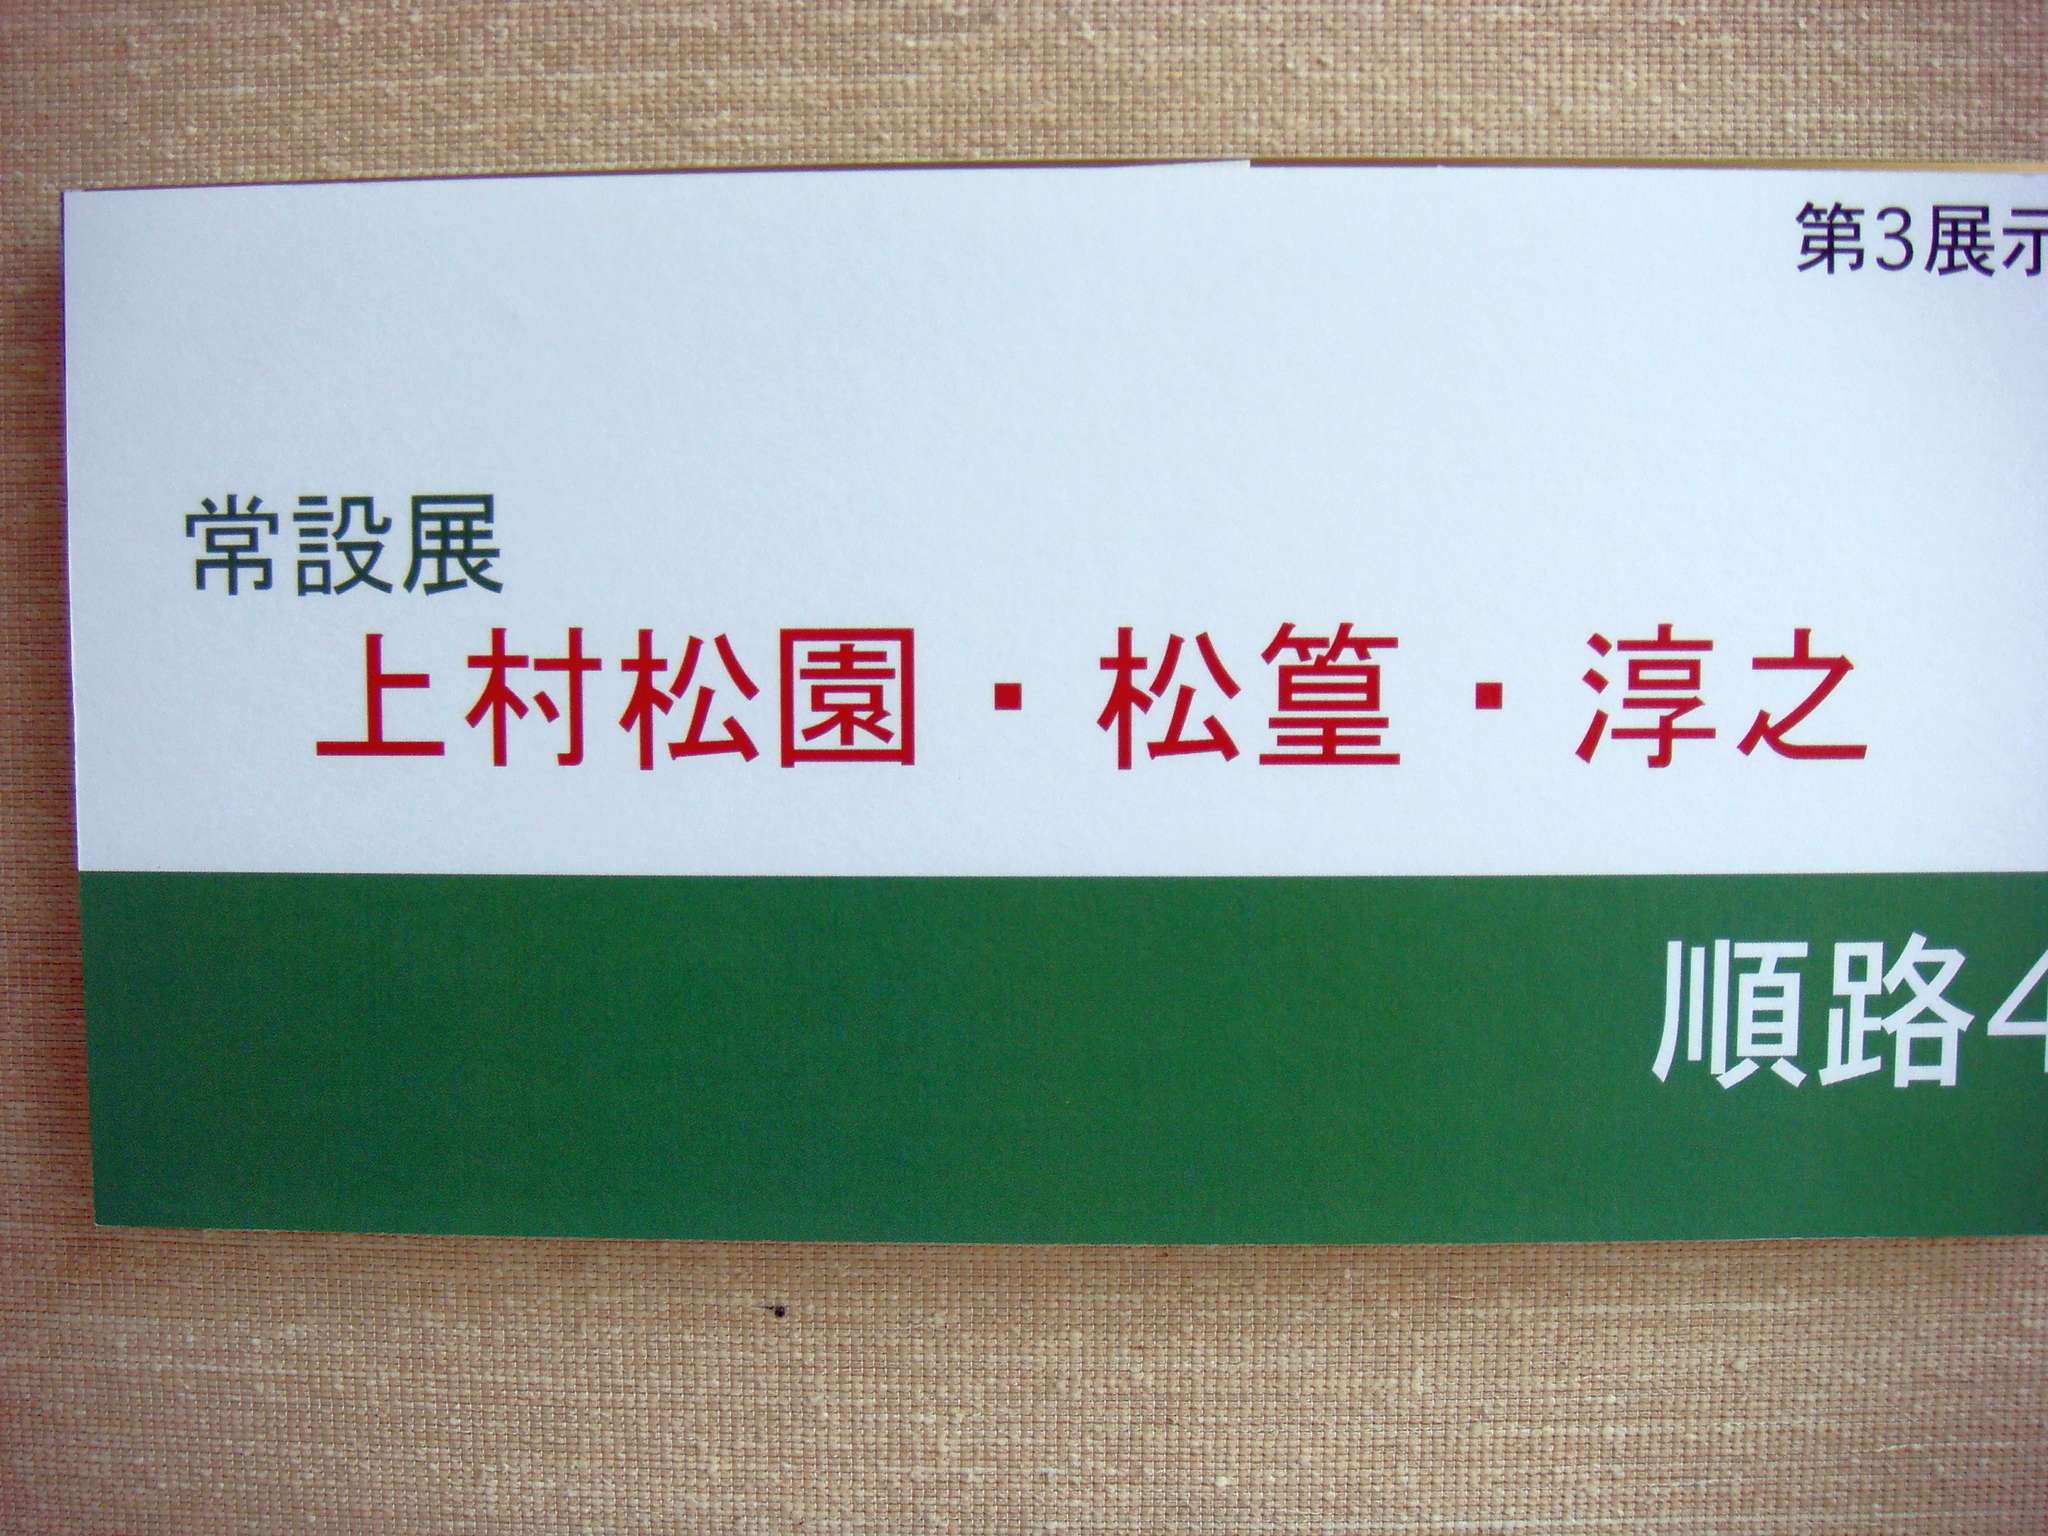 第3展示
常設展
上村松園・松篁・淳之
順路4